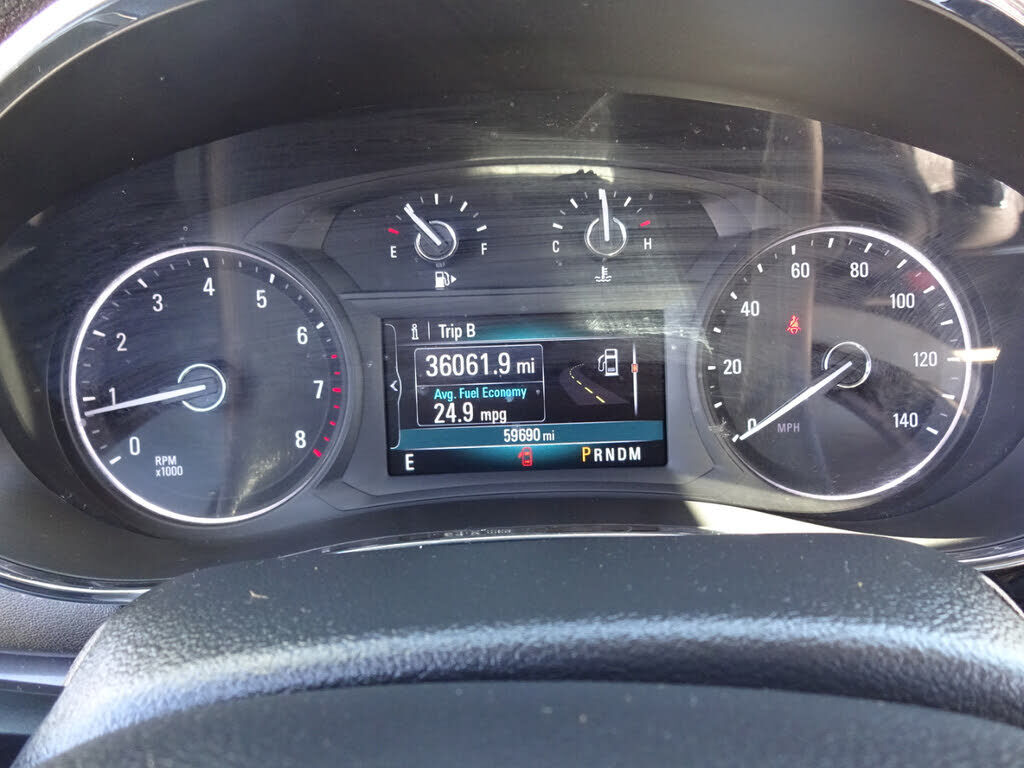 E F
C H
0 1 2 3 4 5 6 7 8
RPM
x1000
i Trip B
36061.9 mi
Avg. Fuel Economy
24.9 mpg
59690 mi
E
PRNDM
0 20 40 60 80 100 120 140
MPH